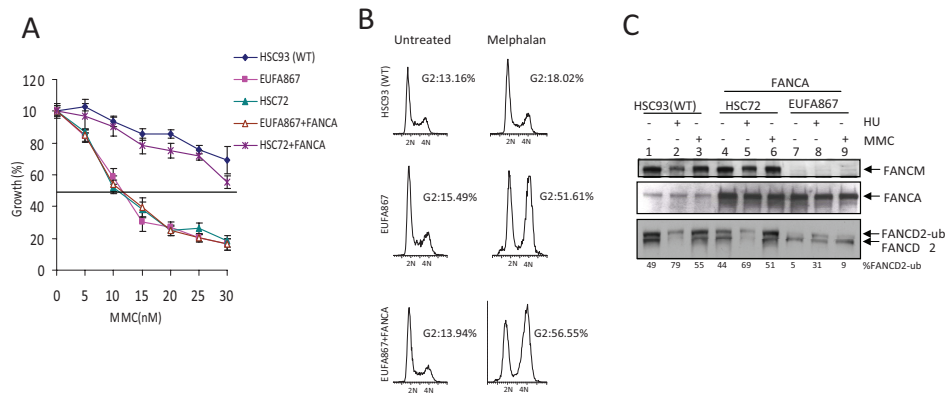 A
HSC93 (WT)
EUFA867
HSC72
EUFA867+FANCA
HSC72+FANCA
120
100
80
60
40
20
0
Growth (%)
0 5 10 15 20 25 30
MMC(nM)
B
Untreated Melphalan
HSC93 (WT)
G2:13.16%
G2:18.02%
2N 4N
2N 4N
EUFA867
G2:15.49%
G2:51.61%
2N 4N
2N 4N
EUFA867+FANCA
G2:13.94%
G2:56.55%
2N 4N
2N 4N
C
FANCA
HSC93(WT) HSC72 EUFA867
- + - - + - - + - HU
- - + - - + - - + MMC
1 2 3 4 5 6 7 8 9
FANCM
FANCA
FANCD2-ub
FANCD 2
49 79 55 44 69 51 5 31 9 %FANCD2-ub